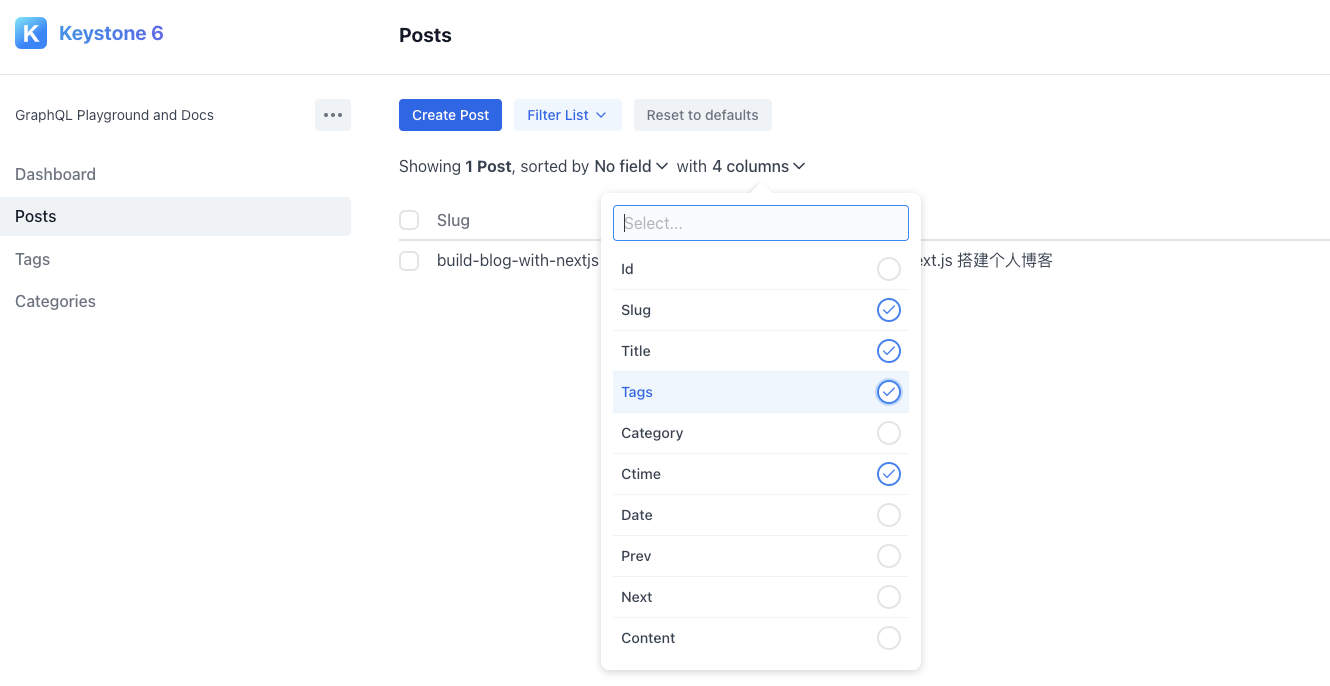 K Keystone 6
Posts
GraphQL Playground and Docs
Create Post
Filter List
Reset to defaults
Showing 1 Post, sorted by No field with 4 columns
Dashboard
Posts
Tags
Categories
Slug
build-blog-with-nextjs
ext.js 搭建个人博客
Select...
Id
Slug
Title
Tags
Category
Ctime
Date
Prev
Next
Content